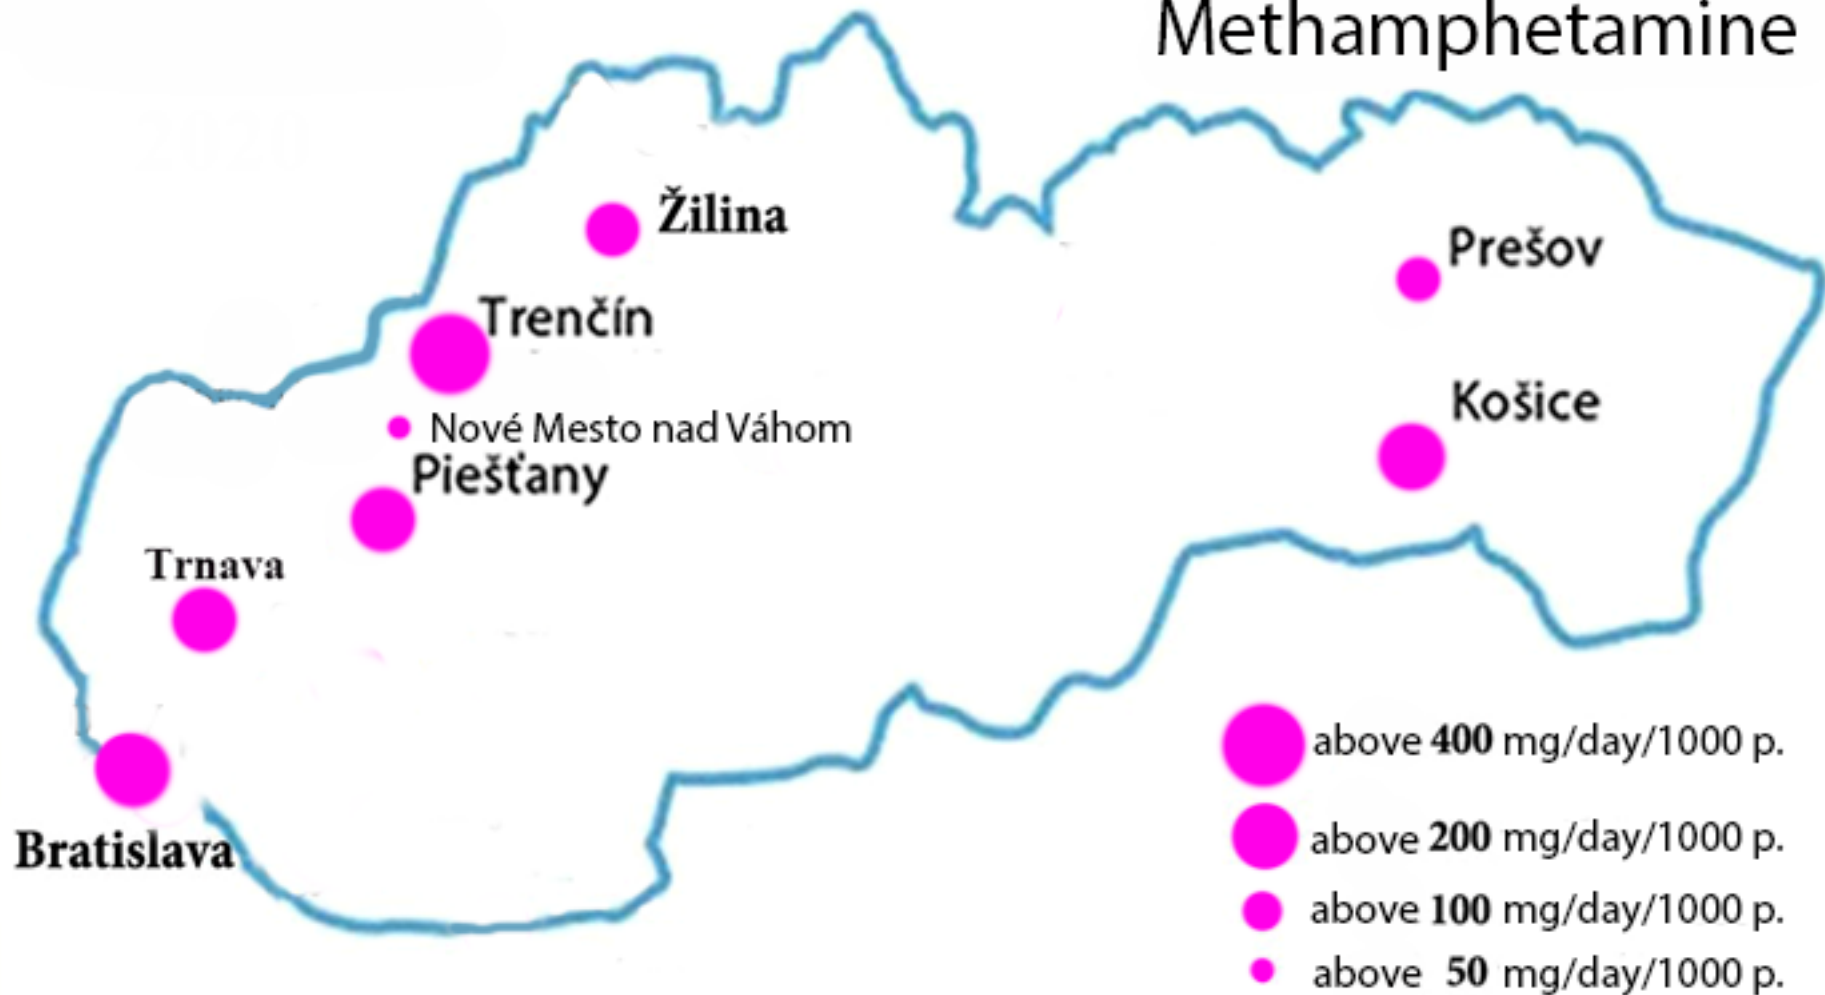 Methamphetamine
Žilina
Prešov
Trenčín
Košice
Nové Mesto nad Váhom
Piešťany
Trnava
Bratislava
above 400 mg/day/1000 p.
above 200 mg/day/1000 p.
above 100 mg/day/1000 p.
above 50 mg/day/1000 p.